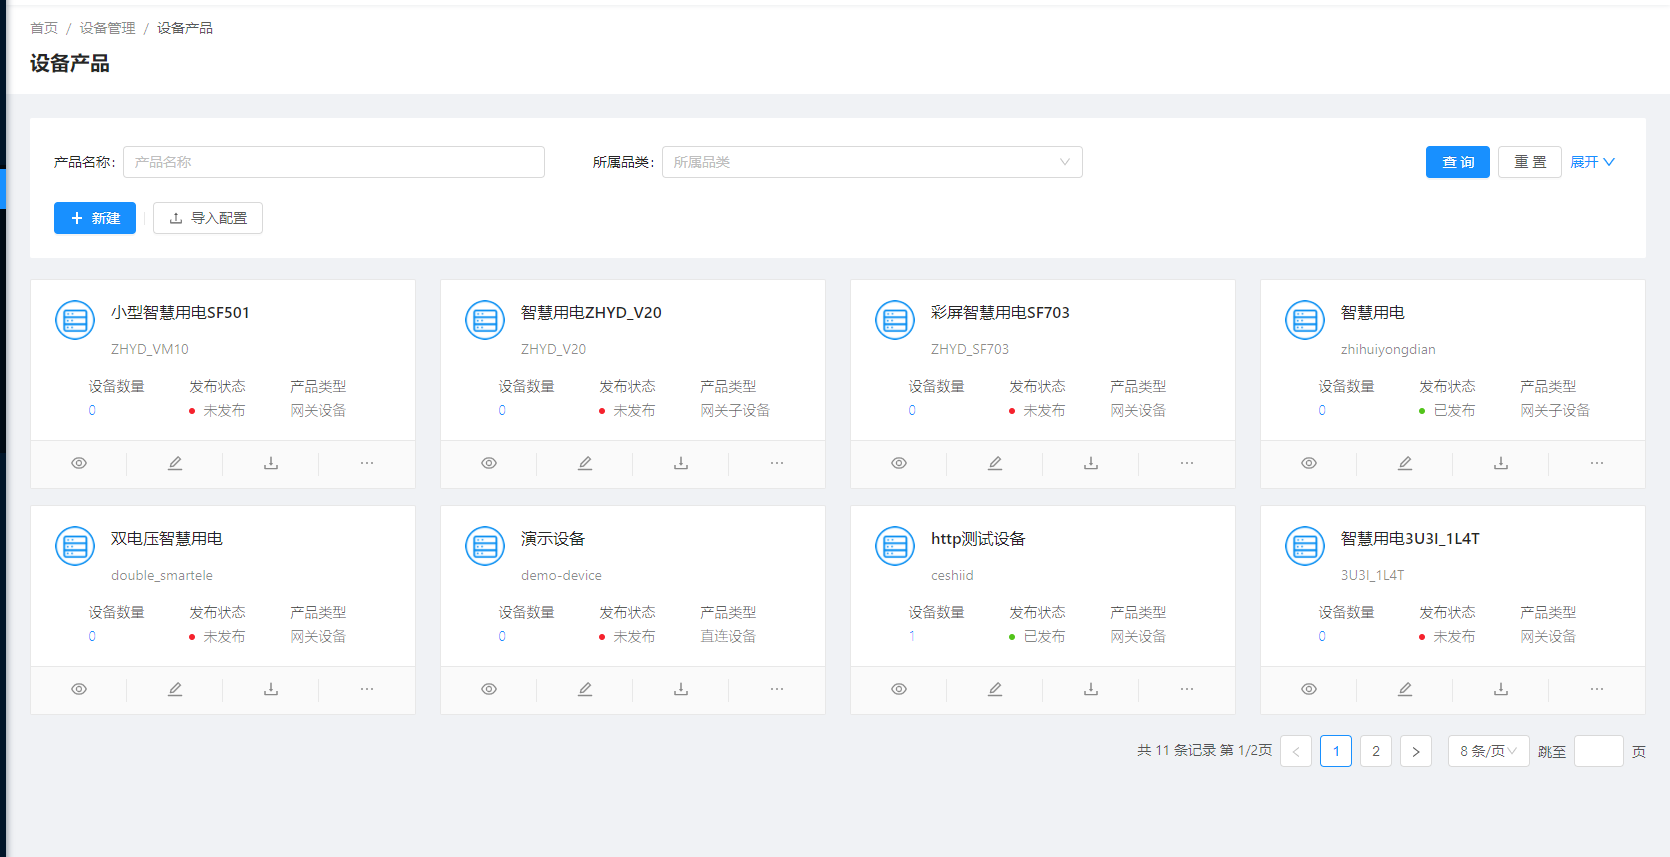 首页 / 设备管理 / 设备产品
设备产品
产品名称: 产品名称 所属品类: 所属品类 查 询 重 置 展开
新建 导入配置
小型智慧用电SF501
ZHYD_VM10
设备数量 发布状态 产品类型
0 未发布 网关设备
智慧用电ZHYD_V20
ZHYD_V20
设备数量 发布状态 产品类型
0 未发布 网关子设备
彩屏智慧用电SF703
ZHYD_SF703
设备数量 发布状态 产品类型
0 未发布 网关设备
智慧用电
zhihuiyongdian
设备数量 发布状态 产品类型
0 已发布 网关子设备
双电压智慧用电
double_smartele
设备数量 发布状态 产品类型
0 未发布 网关设备
演示设备
demo-device
设备数量 发布状态 产品类型
0 未发布 直连设备
http测试设备
ceshiid
设备数量 发布状态 产品类型
1 已发布 网关设备
智慧用电3U3I_1L4T
3U3I_1L4T
设备数量 发布状态 产品类型
0 未发布 网关设备
共 11 条记录 第 1/2页 < 1 2 > 8 条/页 跳至 页